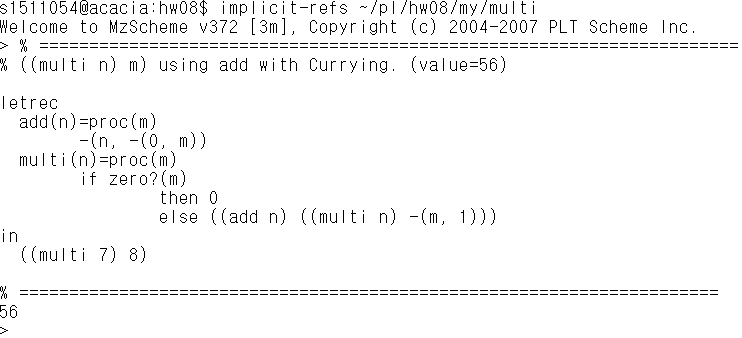 s1511054@acacia:hw08$ implicit-refs ~/pl/hw08/my/multi
Welcome to MzScheme v372 [3m], Copyright (c) 2004-2007 PLT Scheme Inc.
> % ======================================================================
% ((multi n) m) using add with Currying. (value=56)

letrec
  add(n)=proc(m)
        -(n, -(0, m))
  multi(n)=proc(m)
        if zero?(m)
                then 0
                else ((add n) ((multi n) -(m, 1)))
in
  ((multi 7) 8)

% ======================================================================
56
>